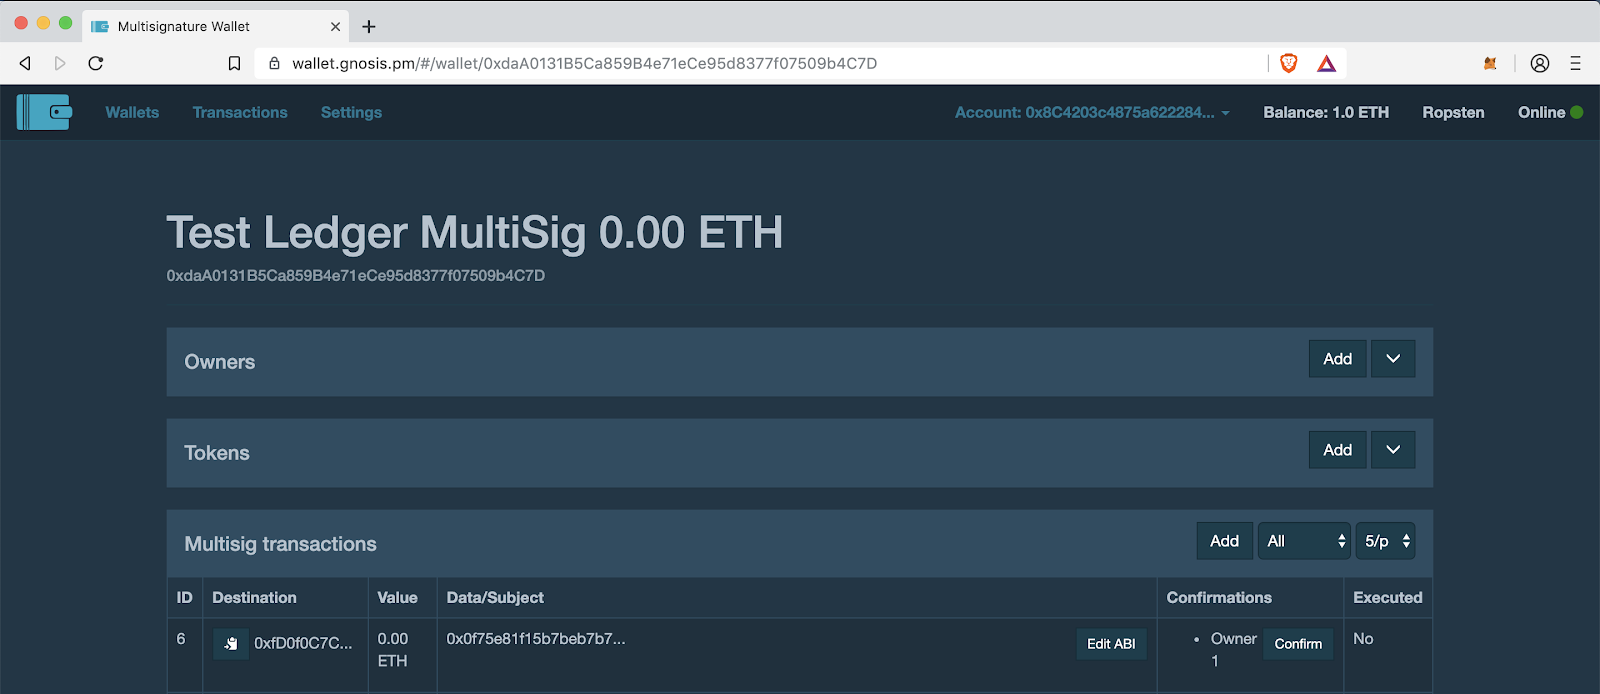 Multisignature Wallet
wallet.gnosis.pm/#/wallet/0xdaA0131B5Ca859B4e71eCe95d8377f07509b4C7D
Wallets Transactions Settings Account: 0x8C4203c4875a622284... Balance: 1.0 ETH Ropsten Online
Test Ledger MultiSig 0.00 ETH
0xdaA0131B5Ca859B4e71eCe95d8377f07509b4C7D
Owners Add
Tokens Add
Multisig transactions Add All 5/p
ID Destination Value Data/Subject Confirmations Executed
6 0xfD0f0C7C... 0.00 0x0f75e81f15b7beb7b7... Edit ABI • Owner Confirm No
ETH 1